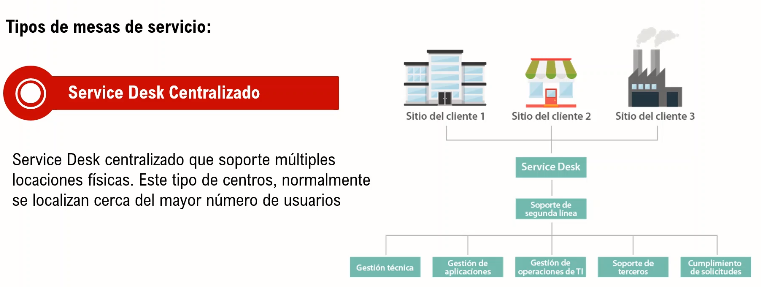 Tipos de mesas de servicio:
Service Desk Centralizado
Service Desk centralizado que soporte múltiples
locaciones físicas. Este tipo de centros, normalmente
se localizan cerca del mayor número de usuarios
Sitio del cliente 1
Sitio del cliente 2
Sitio del cliente 3
Service Desk
Soporte de
segunda línea
Gestión técnica
Gestión de
aplicaciones
Gestión de
operaciones de TI
Soporte de
terceros
Cumplimiento
de solicitudes